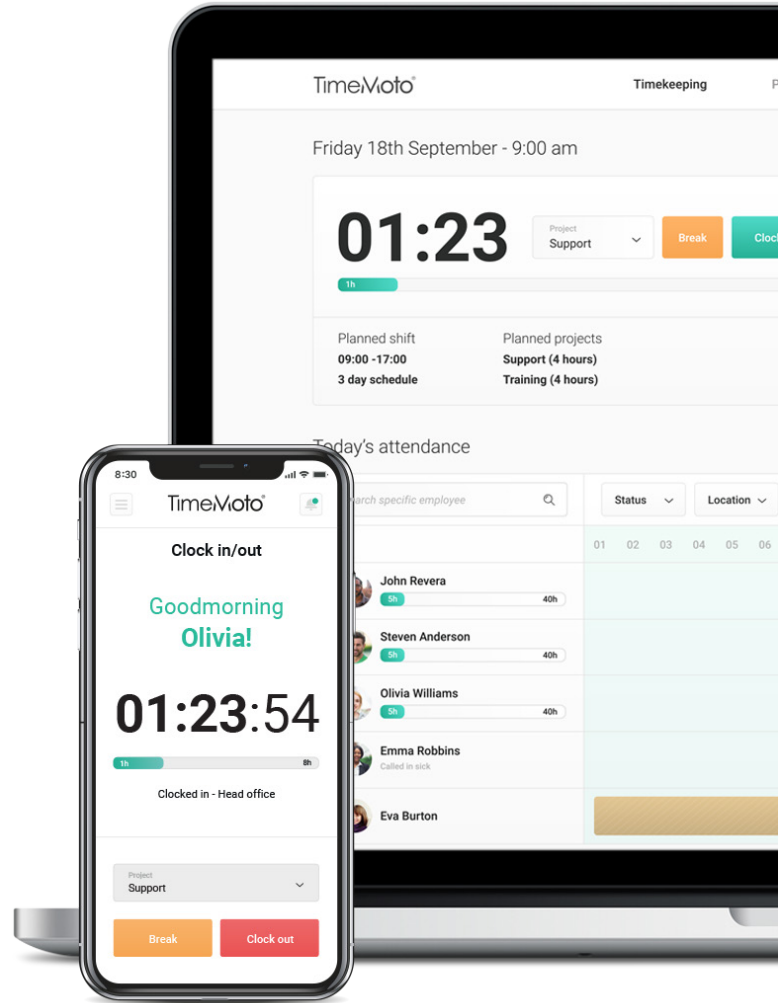 TimeMoto®
Timekeeping
P
Friday 18th September - 9:00 am
01:23
Project
Support
Break
Clock
1h
Planned shift
09:00 -17:00
3 day schedule
Planned projects
Support (4 hours)
Training (4 hours)
Today's attendance
arch specific employee
Status
Location
01 02 03 04 05 06
John Revera
5h
40h
Steven Anderson
5h
40h
Olivia Williams
5h
40h
Emma Robbins
Called in sick
Eva Burton
8:30
TimeMoto®
Clock in/out
Goodmorning
Olivia!
01:23:54
1h
8h
Clocked in - Head office
Project
Support
Break
Clock out